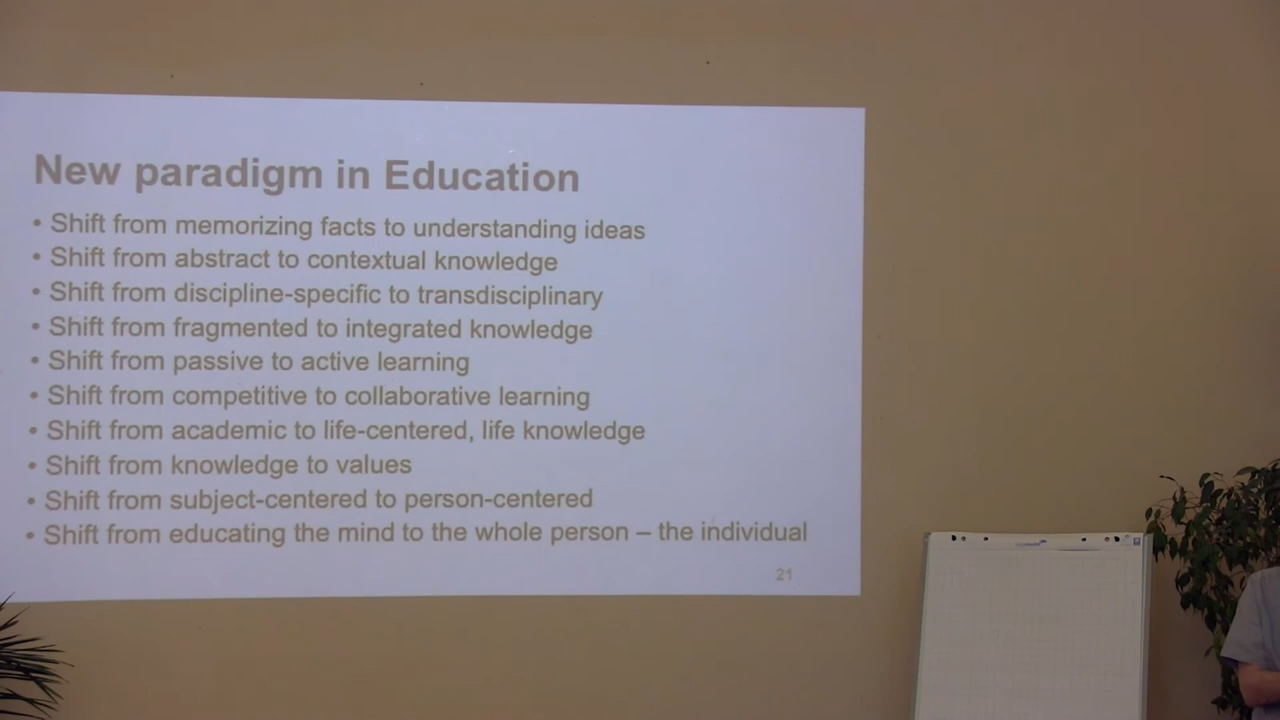 New paradigm in Education
• Shift from memorizing facts to understanding ideas
• Shift from abstract to contextual knowledge
• Shift from discipline-specific to transdisciplinary
• Shift from fragmented to integrated knowledge
• Shift from passive to active learning
• Shift from competitive to collaborative learning
• Shift from academic to life-centered, life knowledge
• Shift from knowledge to values
• Shift from subject-centered to person-centered
• Shift from educating the mind to the whole person – the individual
21